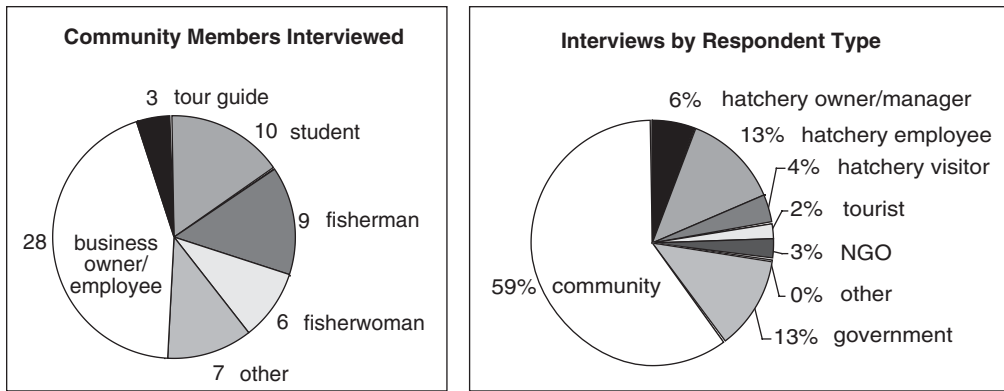 Community Members Interviewed
3 tour guide
10 student
9 fisherman
6 fisherwoman
7 other
28 business
owner/
employee
Interviews by Respondent Type
6% hatchery owner/manager
13% hatchery employee
4% hatchery visitor
2% tourist
3% NGO
0% other
13% government
59% community